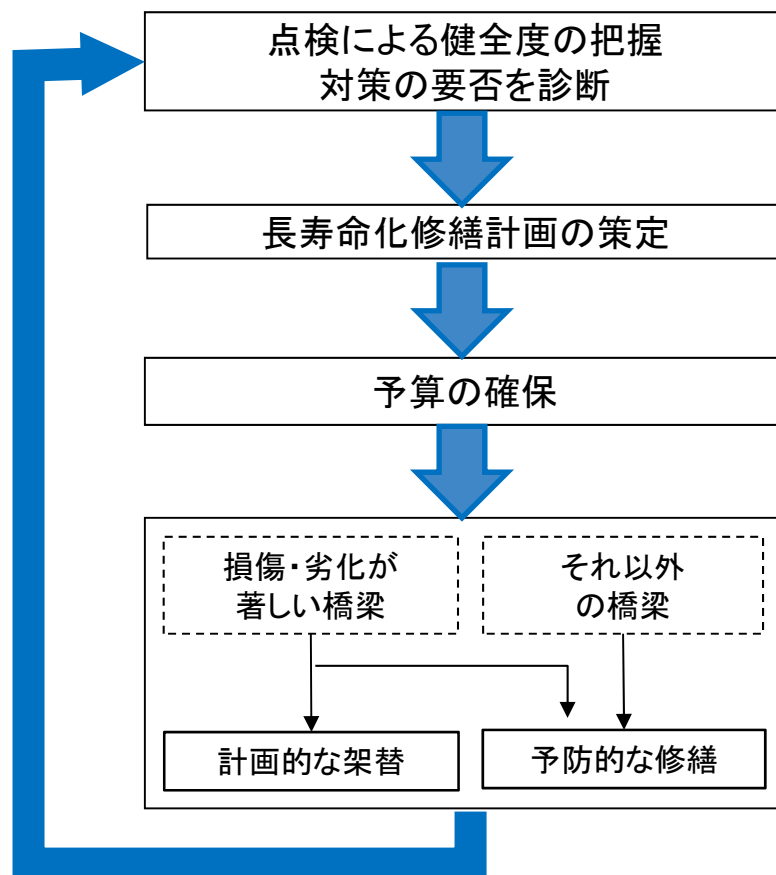 点検による健全度の把握
対策の要否を診断
長寿命化修繕計画の策定
予算の確保
損傷・劣化が
著しい橋梁
それ以外
の橋梁
計画的な架替
予防的な修繕